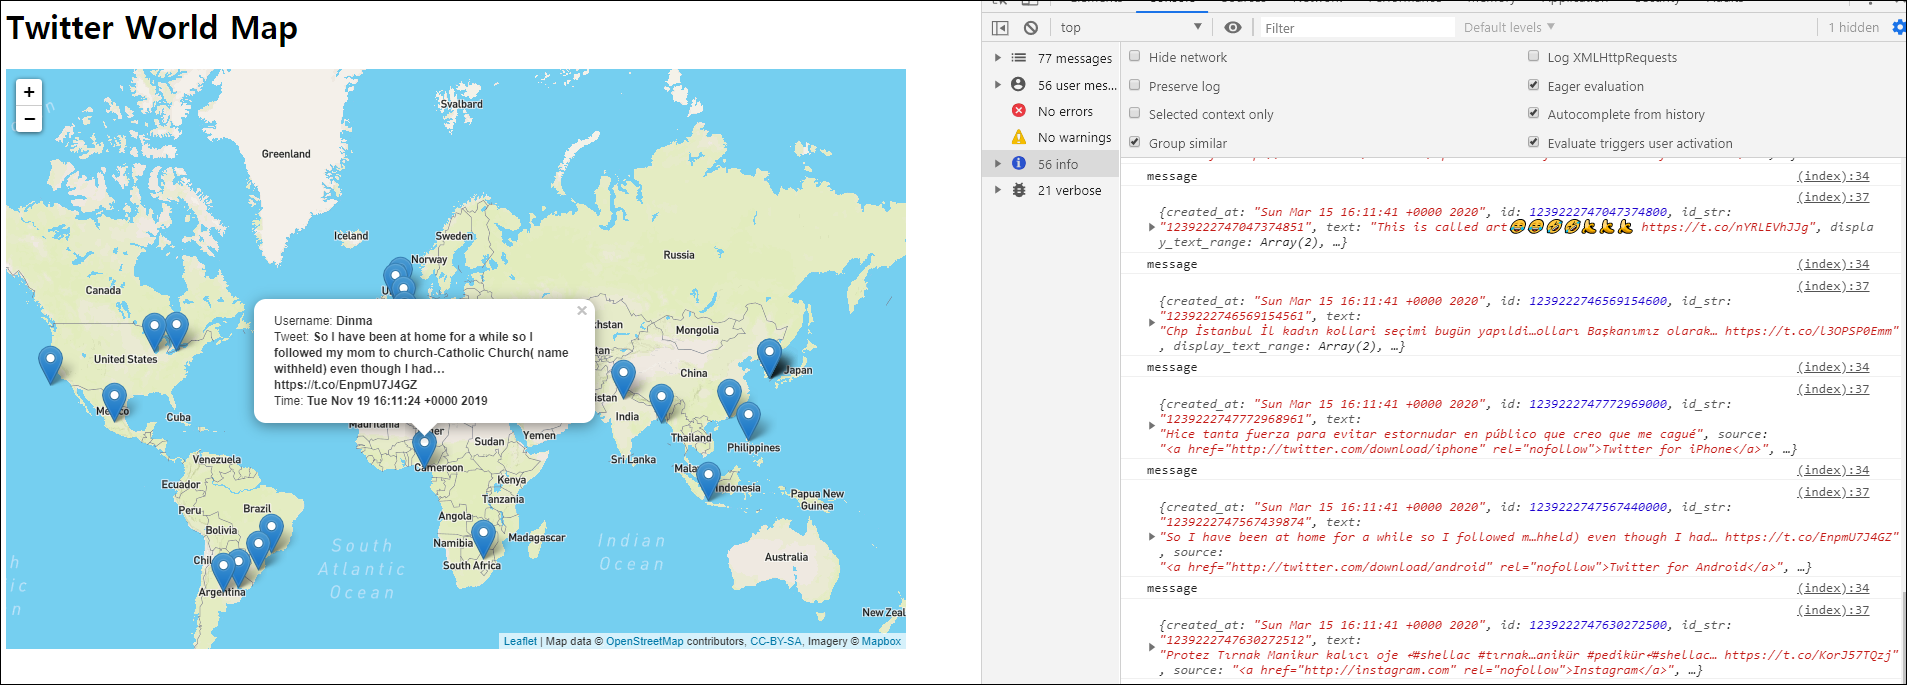 Twitter World Map
+
−
Svalbard
Greenland
Iceland
Sweden
Norway
Russia
Canada
Mongolia
United States
China
Japan
Mexico
Cuba
India
Thailand
Philippines
Sri Lanka
Sudan
Yemen
Cameroon
Venezuela
Ecuador
Kenya
Indonesia
Papua New
Guinea
Tanzania
Peru
Brazil
Bolivia
Angola
Namibia
Madagascar
South Africa
Argentina
Australia
South
Atlantic
Ocean
Indian
Ocean
Username: Dinma
Tweet: So I have been at home for a while so I
followed my mom to church-Catholic Church( name
withheld) even though I had…
https://t.co/EnpmU7J4GZ
Time: Tue Nov 19 16:11:24 +0000 2019
×
Leaflet | Map data © OpenStreetMap contributors, CC-BY-SA, Imagery © Mapbox
top
Filter
Default levels ▼
1 hidden
77 messages
56 user mes...
No errors
No warnings
56 info
21 verbose
Hide network
Log XMLHttpRequests
Preserve log
Eager evaluation
Selected context only
Autocomplete from history
Group similar
Evaluate triggers user activation
message (index):34
(index):37
{created_at: "Sun Mar 15 16:11:41 +0000 2020", id: 1239222747047374800, id_str:
"1239222747047374851", text: "This is called art😂😂🤣🤣 https://t.co/nYRLEVhJJg", displa
y_text_range: Array(2), …}
message (index):34
(index):37
{created_at: "Sun Mar 15 16:11:41 +0000 2020", id: 1239222746569154600, id_str:
"1239222746569154561", text:
"Chp İstanbul İl kadın kollari seçimi bugün yapıldi…olları Başkanımız olarak… https://t.co/l3OPSP0Emm"
, display_text_range: Array(2), …}
message (index):34
(index):37
{created_at: "Sun Mar 15 16:11:41 +0000 2020", id: 1239222747772969000, id_str:
"1239222747772968961", text:
"Hice tanta fuerza para evitar estornudar en público que creo que me cagué", source:
"<a href="http://twitter.com/download/iphone" rel="nofollow">Twitter for iPhone</a>", …}
message (index):34
(index):37
{created_at: "Sun Mar 15 16:11:41 +0000 2020", id: 1239222747567440000, id_str:
"1239222747567439874", text:
"So I have been at home for a while so I followed m…hheld) even though I had… https://t.co/EnpmU7J4GZ"
, source:
"<a href="http://twitter.com/download/android" rel="nofollow">Twitter for Android</a>", …}
message (index):34
(index):37
{created_at: "Sun Mar 15 16:11:41 +0000 2020", id: 1239222747630272500, id_str:
"1239222747630272512", text:
"Protez Tırnak Manikur kalıcı oje ↵#shellac #tırnak…anikür #pedikür↵#shellac… https://t.co/KorJ57TQzj"
, source: "<a href="http://instagram.com" rel="nofollow">Instagram</a>", …}